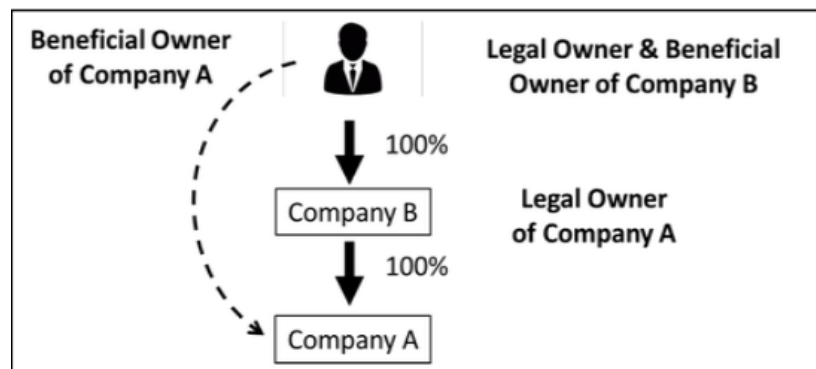 Beneficial Owner
of Company A
Legal Owner & Beneficial
Owner of Company B
100%
Company B
Legal Owner
of Company A
100%
Company A